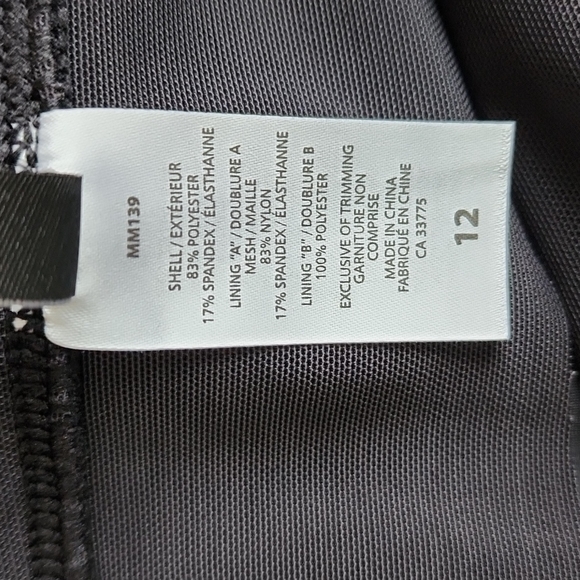 MM139
SHELL / EXTÉRIEUR
83% POLYESTER
17% SPANDEX / ÉLASTHANNE
LINING "A" / DOUBLURE A
MESH / MAILLE
83% NYLON
17% SPANDEX / ÉLASTHANNE
LINING "B" / DOUBLURE B
100% POLYESTER
EXCLUSIVE OF TRIMMING
GARNITURE NON
COMPRISE
MADE IN CHINA
FABRIQUÉ EN CHINE
CA 33775
12